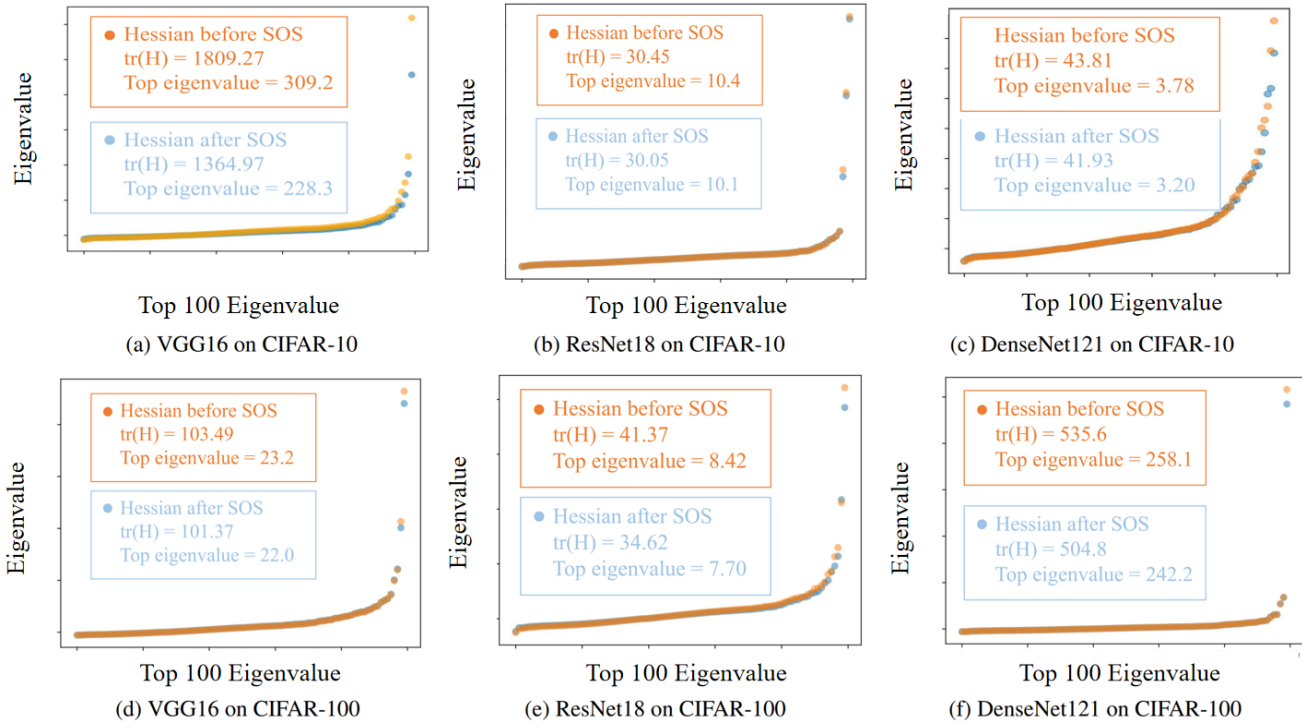 Eigenvalue
Hessian before SOS
tr(H) = 1809.27
Top eigenvalue = 309.2
Hessian after SOS
tr(H) = 1364.97
Top eigenvalue = 228.3
Top 100 Eigenvalue
(a) VGG16 on CIFAR-10
Eigenvalue
Hessian before SOS
tr(H) = 30.45
Top eigenvalue = 10.4
Hessian after SOS
tr(H) = 30.05
Top eigenvalue = 10.1
Top 100 Eigenvalue
(b) ResNet18 on CIFAR-10
Eigenvalue
Hessian before SOS
tr(H) = 43.81
Top eigenvalue = 3.78
Hessian after SOS
tr(H) = 41.93
Top eigenvalue = 3.20
Top 100 Eigenvalue
(c) DenseNet121 on CIFAR-10
Eigenvalue
Hessian before SOS
tr(H) = 103.49
Top eigenvalue = 23.2
Hessian after SOS
tr(H) = 101.37
Top eigenvalue = 22.0
Top 100 Eigenvalue
(d) VGG16 on CIFAR-100
Eigenvalue
Hessian before SOS
tr(H) = 41.37
Top eigenvalue = 8.42
Hessian after SOS
tr(H) = 34.62
Top eigenvalue = 7.70
Top 100 Eigenvalue
(e) ResNet18 on CIFAR-100
Eigenvalue
Hessian before SOS
tr(H) = 535.6
Top eigenvalue = 258.1
Hessian after SOS
tr(H) = 504.8
Top eigenvalue = 242.2
Top 100 Eigenvalue
(f) DenseNet121 on CIFAR-100